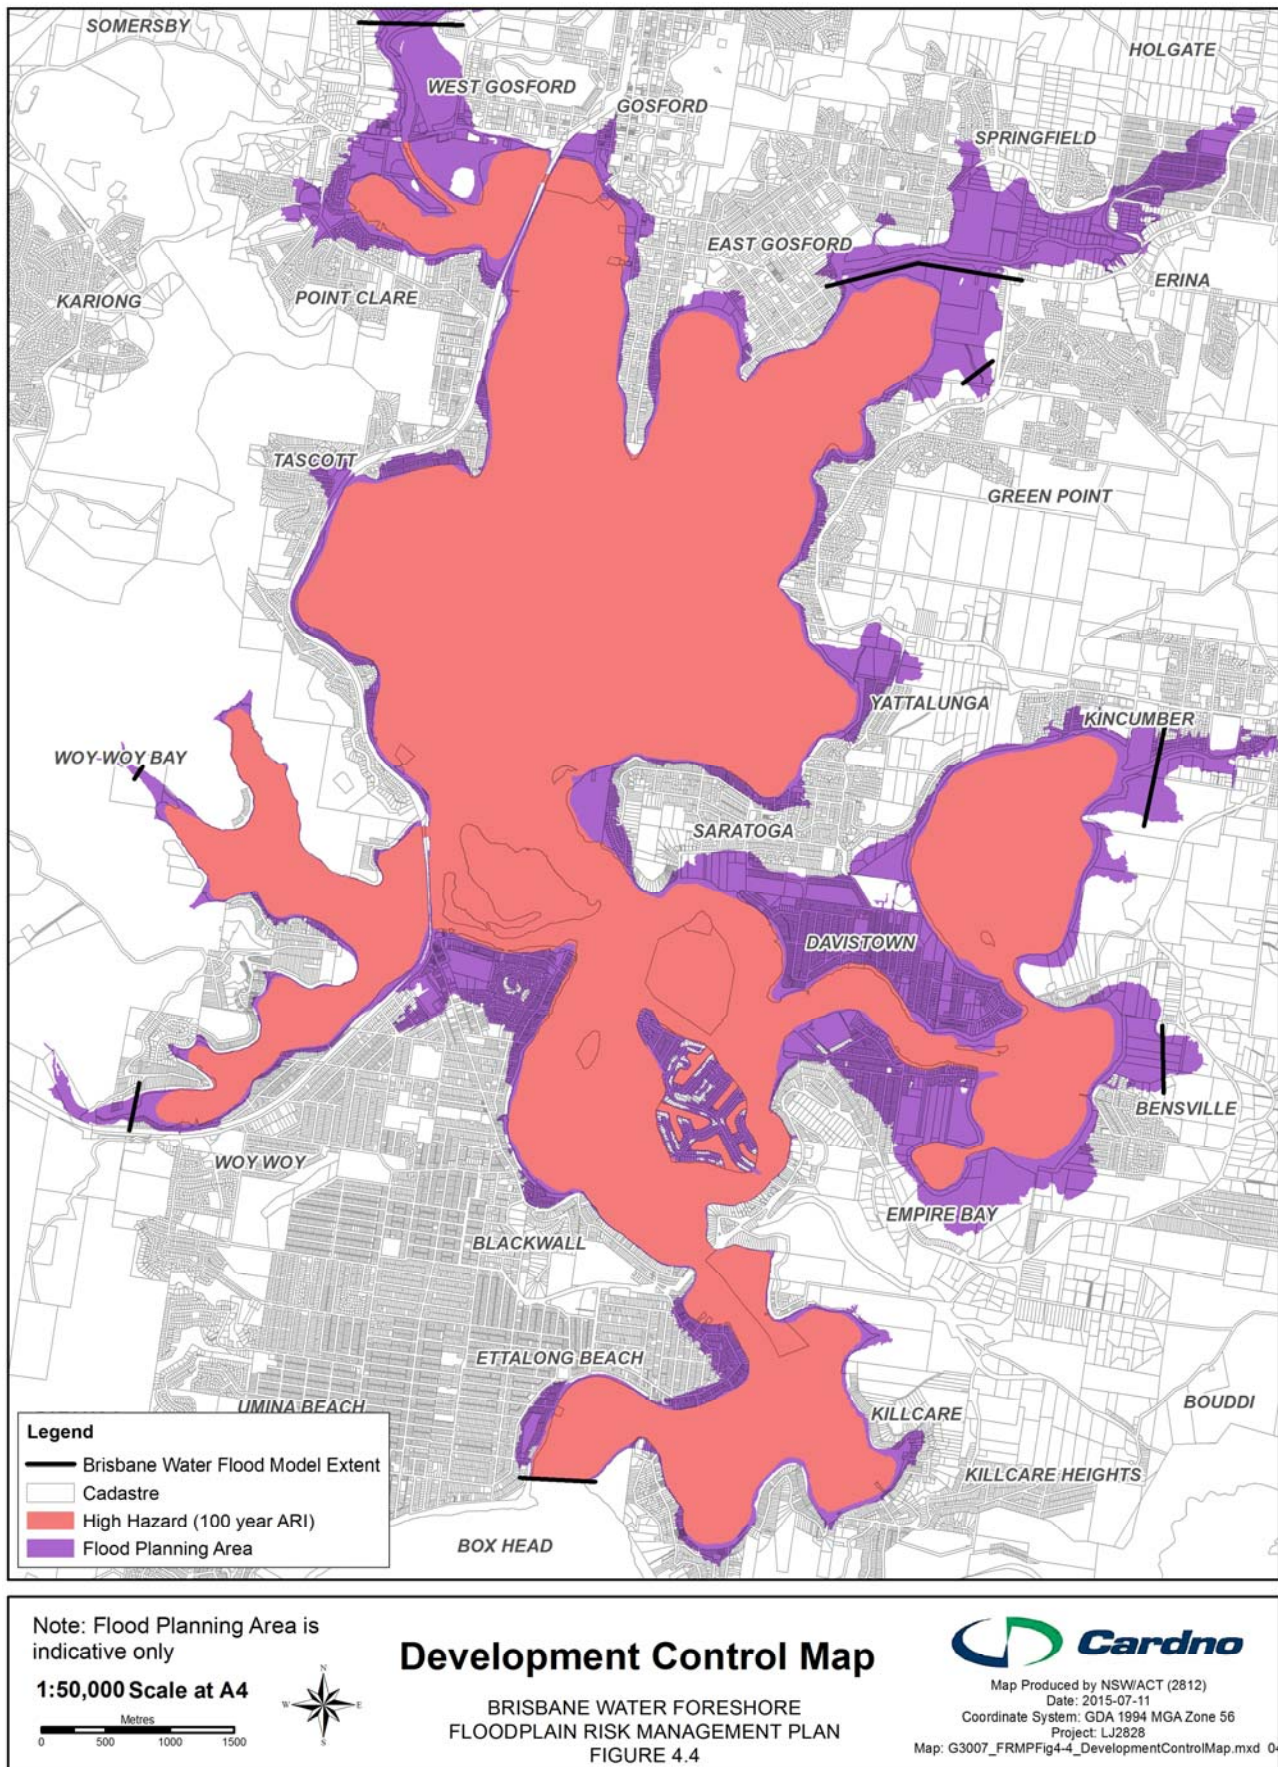 SOMERSBY
HOLGATE
WEST GOSFORD
GOSFORD
SPRINGFIELD
EAST GOSFORD
ERINA
KARIONG
POINT CLARE
TASCOTT
GREEN POINT
YATTALUNGA
KINCUMBER
WOY-WOY BAY
SARATOGA
DAVISTOWN
BENSVILLE
WOY WOY
EMPIRE BAY
BLACKWALL
ETTALONG BEACH
BOUDDI
UMINA BEACH
KILLCARE
KILLCARE HEIGHTS
BOX HEAD
Legend
Brisbane Water Flood Model Extent
Cadastre
High Hazard (100 year ARI)
Flood Planning Area
Note: Flood Planning Area is
indicative only
1:50,000 Scale at A4
Metres
0 500 1000 1500
N
W E
S
Development Control Map
BRISBANE WATER FORESHORE
FLOODPLAIN RISK MANAGEMENT PLAN
FIGURE 4.4
Cardno
Map Produced by NSW/ACT (2812)
Date: 2015-07-11
Coordinate System: GDA 1994 MGA Zone 56
Project: LJ2828
Map: G3007_FRMPFig4-4_DevelopmentControlMap.mxd